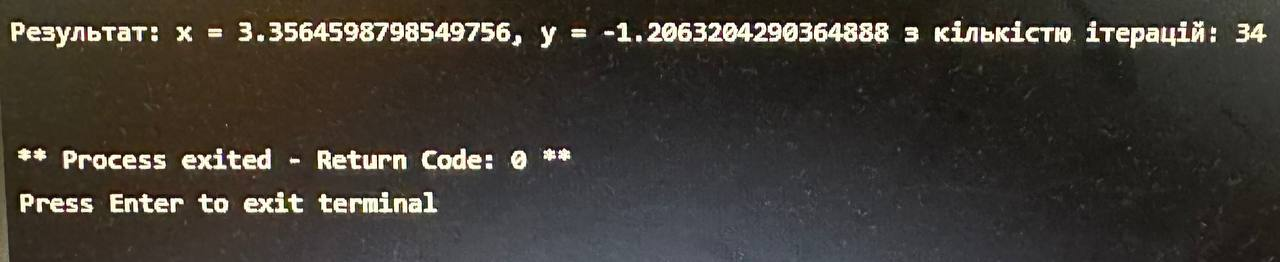 Результат: x = 3.3564598798549756, y = -1.2063204290364888 з кількістю ітерацій: 34
** Process exited - Return Code: 0 **
Press Enter to exit terminal